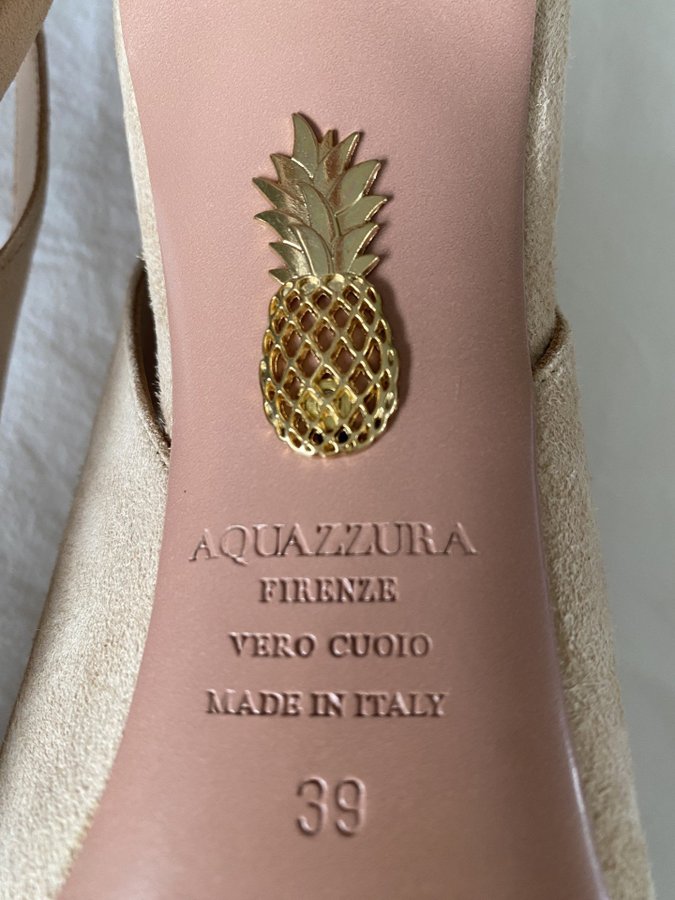 AQUAZZURA
FIRENZE
VERO CUOIO
MADE IN ITALY
39